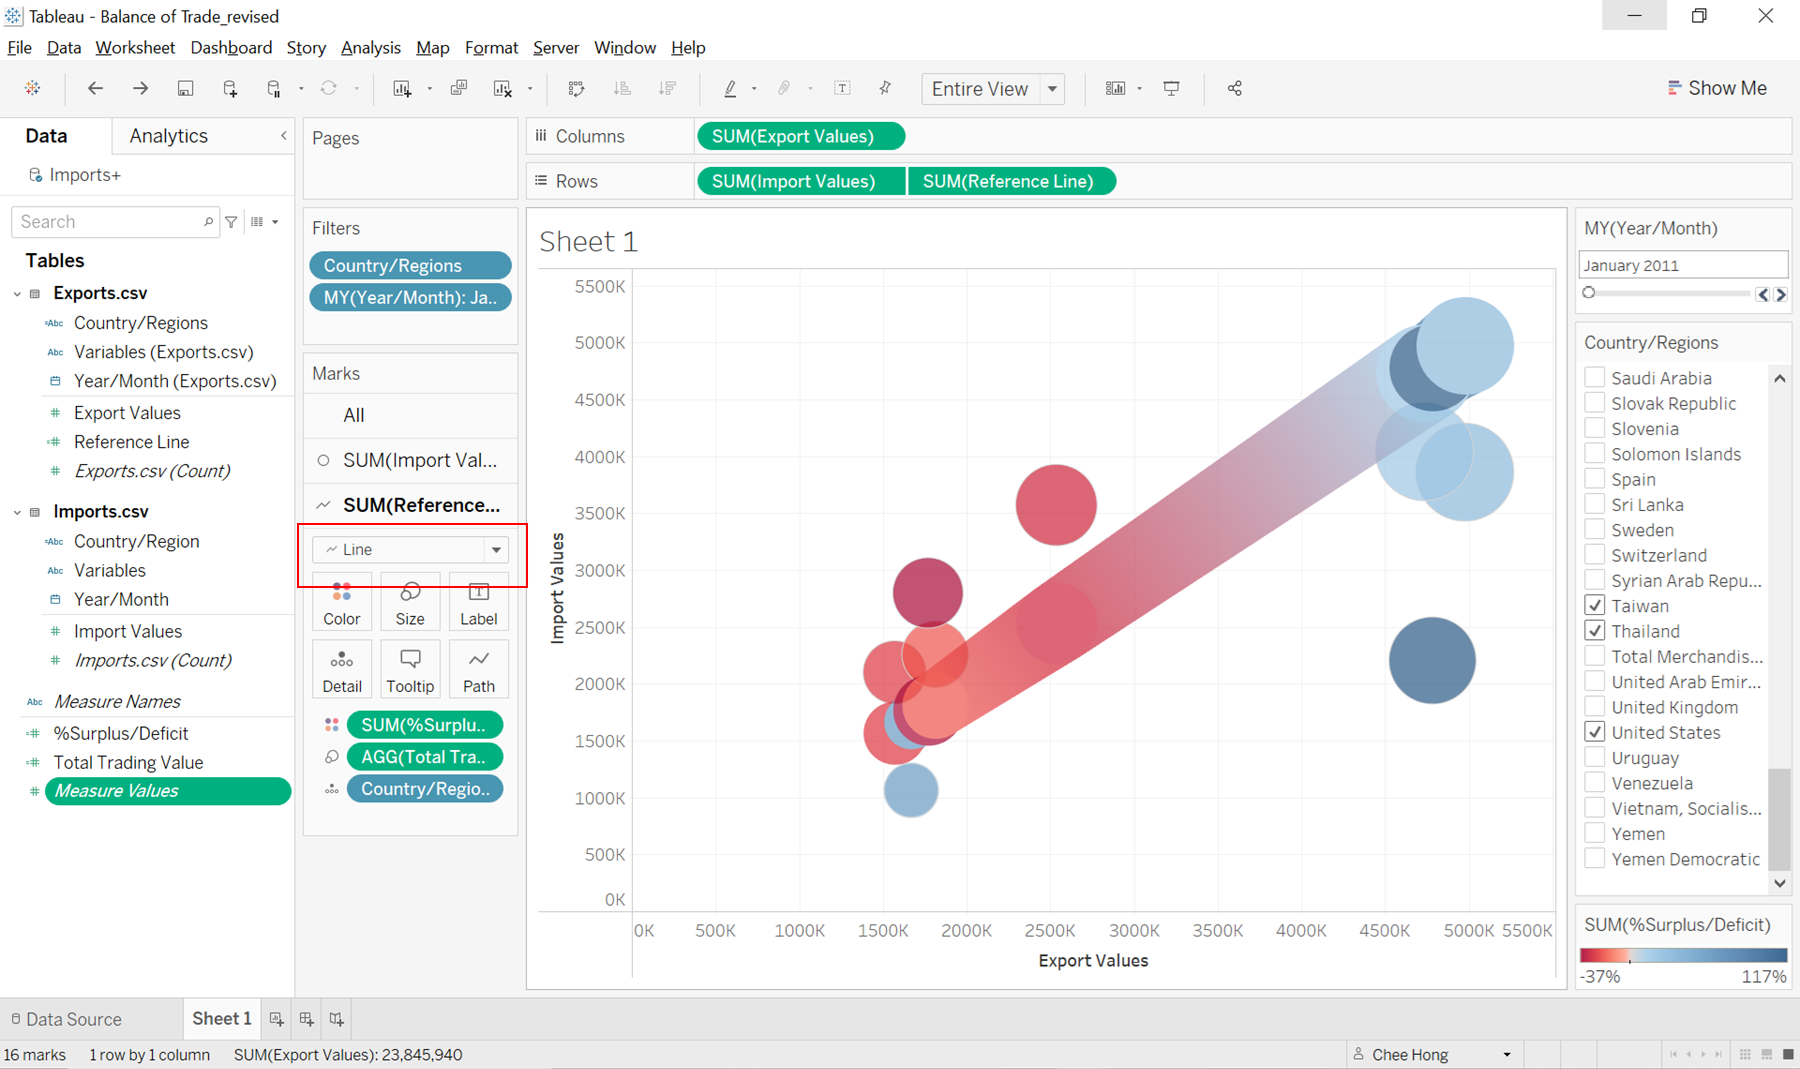 Tableau - Balance of Trade_revised
File Data Worksheet Dashboard Story Analysis Map Format Server Window Help
Entire View
Show Me
Data
Analytics
Imports+
Search
Tables
Exports.csv
Abc Country/Regions
Abc Variables (Exports.csv)
Year/Month (Exports.csv)
# Export Values
# Reference Line
# Exports.csv (Count)
Imports.csv
Abc Country/Region
Abc Variables
Year/Month
# Import Values
# Imports.csv (Count)
Abc Measure Names
# %Surplus/Deficit
# Total Trading Value
# Measure Values
Pages
Filters
Country/Regions
MY(Year/Month): Ja..
Marks
All
SUM(Import Val...
SUM(Reference...
Line
Color Size Label
Detail Tooltip Path
SUM(%Surplu..
AGG(Total Tra..
Country/Regio..
Columns SUM(Export Values)
Rows SUM(Import Values) SUM(Reference Line)
Sheet 1
5500K
5000K
4500K
4000K
3500K
3000K
2500K
2000K
1500K
1000K
500K
0K
Import Values
0K 500K 1000K 1500K 2000K 2500K 3000K 3500K 4000K 4500K 5000K 5500K
Export Values
MY(Year/Month)
January 2011
Country/Regions
Saudi Arabia
Slovak Republic
Slovenia
Solomon Islands
Spain
Sri Lanka
Sweden
Switzerland
Syrian Arab Repu...
Taiwan
Thailand
Total Merchandis...
United Arab Emir...
United Kingdom
United States
Uruguay
Venezuela
Vietnam, Socialis...
Yemen
Yemen Democratic
SUM(%Surplus/Deficit)
-37% 117%
Data Source
Sheet 1
16 marks 1 row by 1 column SUM(Export Values): 23,845,940
Chee Hong